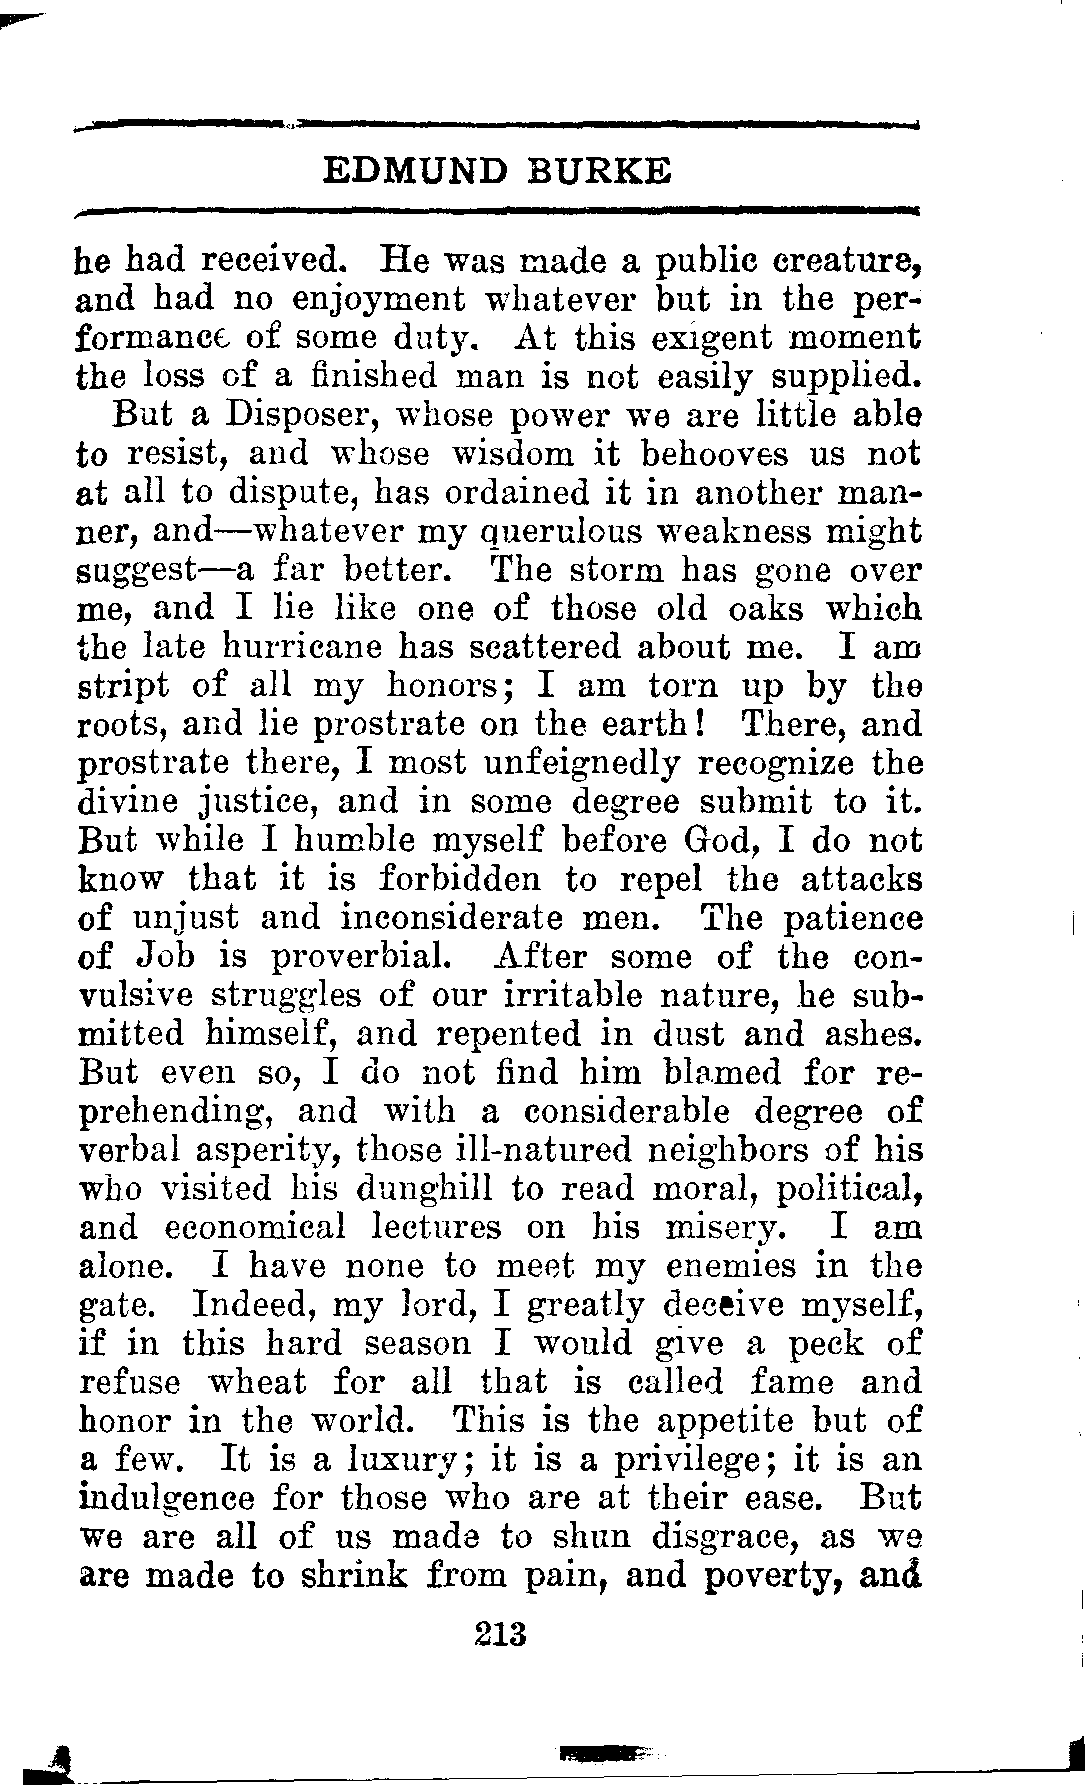 EDMUND BURKE
he had received. He was made a public creature,
and had no enjoyment whatever but in the per-
formance of some duty. At this exigent moment
the loss of a finished man is not easily supplied.
But a Disposer, whose power we are little able
to resist, and whose wisdom it behooves us not
at all to dispute, has ordained it in another man-
ner, and—whatever my querulous weakness might
suggest—a far better. The storm has gone over
me, and I lie like one of those old oaks which
the late hurricane has scattered about me. I am
stript of all my honors; I am torn up by the
roots, and lie prostrate on the earth! There, and
prostrate there, I most unfeignedly recognize the
divine justice, and in some degree submit to it.
But while I humble myself before God, I do not
know that it is forbidden to repel the attacks
of unjust and inconsiderate men. The patience
of Job is proverbial. After some of the con-
vulsive struggles of our irritable nature, he sub-
mitted himself, and repented in dust and ashes.
But even so, I do not find him blamed for re-
prehending, and with a considerable degree of
verbal asperity, those ill-natured neighbors of his
who visited his dunghill to read moral, political,
and economical lectures on his misery. I am
alone. I have none to meet my enemies in the
gate. Indeed, my lord, I greatly deceive myself,
if in this hard season I would give a peck of
refuse wheat for all that is called fame and
honor in the world. This is the appetite but of
a few. It is a luxury; it is a privilege; it is an
indulgence for those who are at their ease. But
we are all of us made to shun disgrace, as we
are made to shrink from pain, and poverty, and
213